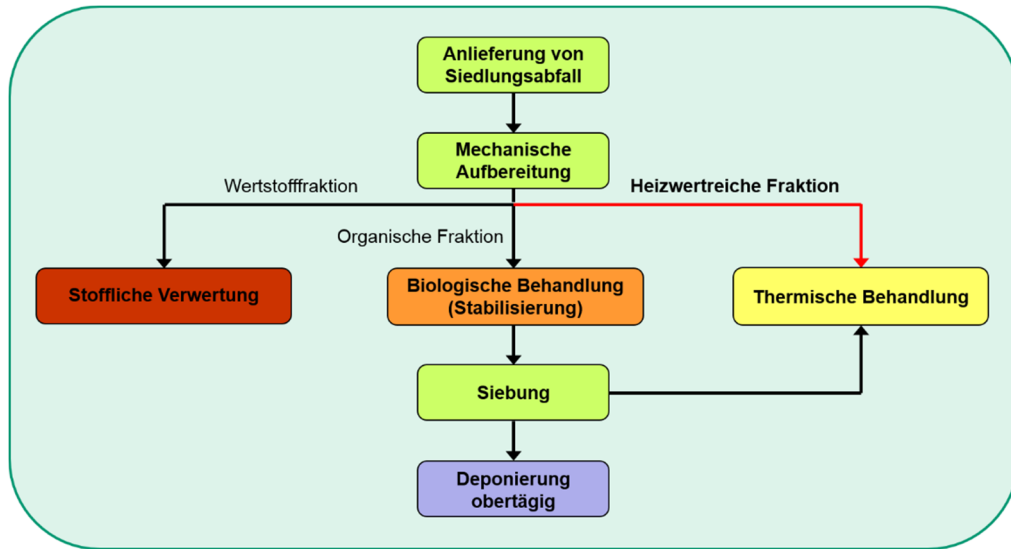 Anlieferung von
Siedlungsabfall
Mechanische
Aufbereitung
Wertstofffraktion
Heizwertreiche Fraktion
Organische Fraktion
Stoffliche Verwertung
Biologische Behandlung
(Stabilisierung)
Thermische Behandlung
Siebung
Deponierung
obertägig